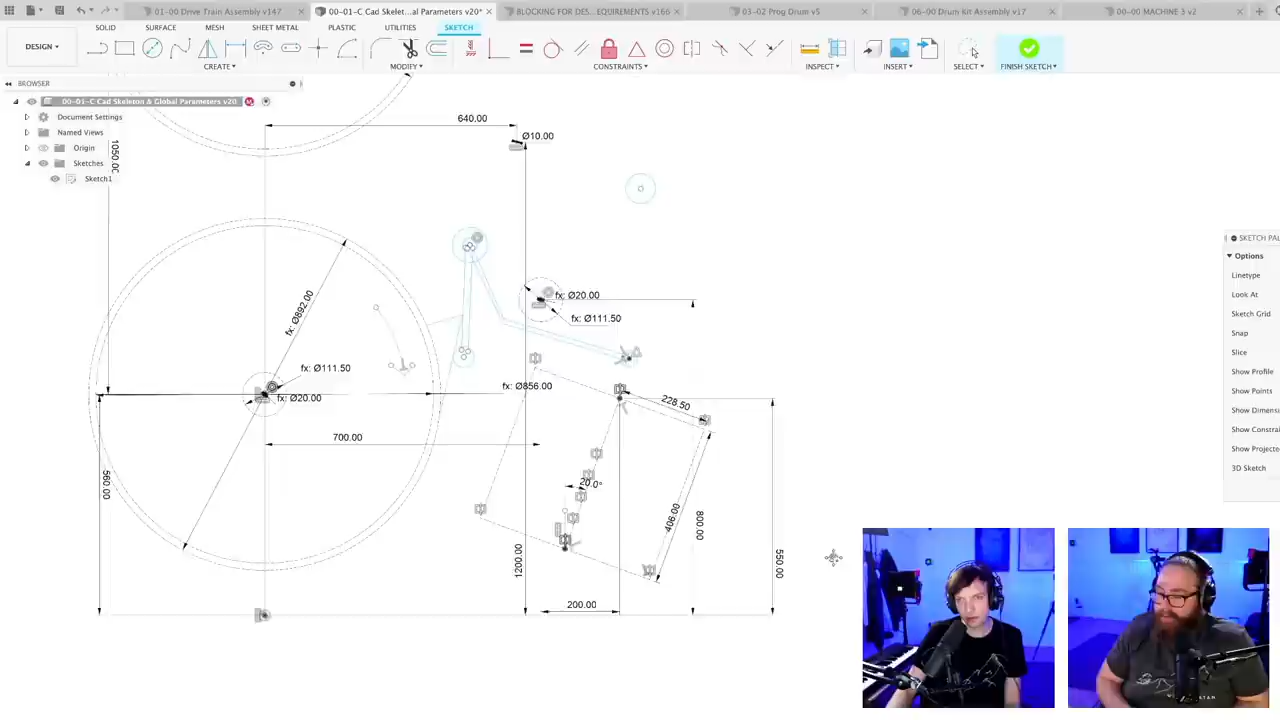 01-00 Drive Train Assembly v147
00-01-C Cad Skelet...al Parameters v20*
BLOCKING FOR DES...EQUIREMENTS v166
03-02 Prog Drum v5
06-00 Drum Kit Assembly v17
00-00 MACHINE 3 v2
SOLID
SURFACE
MESH
SHEET METAL
PLASTIC
UTILITIES
SKETCH
DESIGN
CREATE
MODIFY
CONSTRAINTS
INSPECT
INSERT
SELECT
FINISH SKETCH
BROWSER
00-01-C Cad Skeleton & Global Parameters v20
M
Document Settings
Named Views
Origin
Sketches
Sketch1
1050.00
640.00
Ø10.00
fx: Ø892.00
fx: Ø20.00
fx: Ø111.50
fx: Ø111.50
fx: Ø20.00
fx: Ø856.00
228.50
700.00
560.00
20.0°
406.00
800.00
1200.00
550.00
200.00
SKETCH PAL
Options
Linetype
Look At
Sketch Grid
Snap
Slice
Show Profile
Show Points
Show Dimens
Show Constrai
Show Projecte
3D Sketch